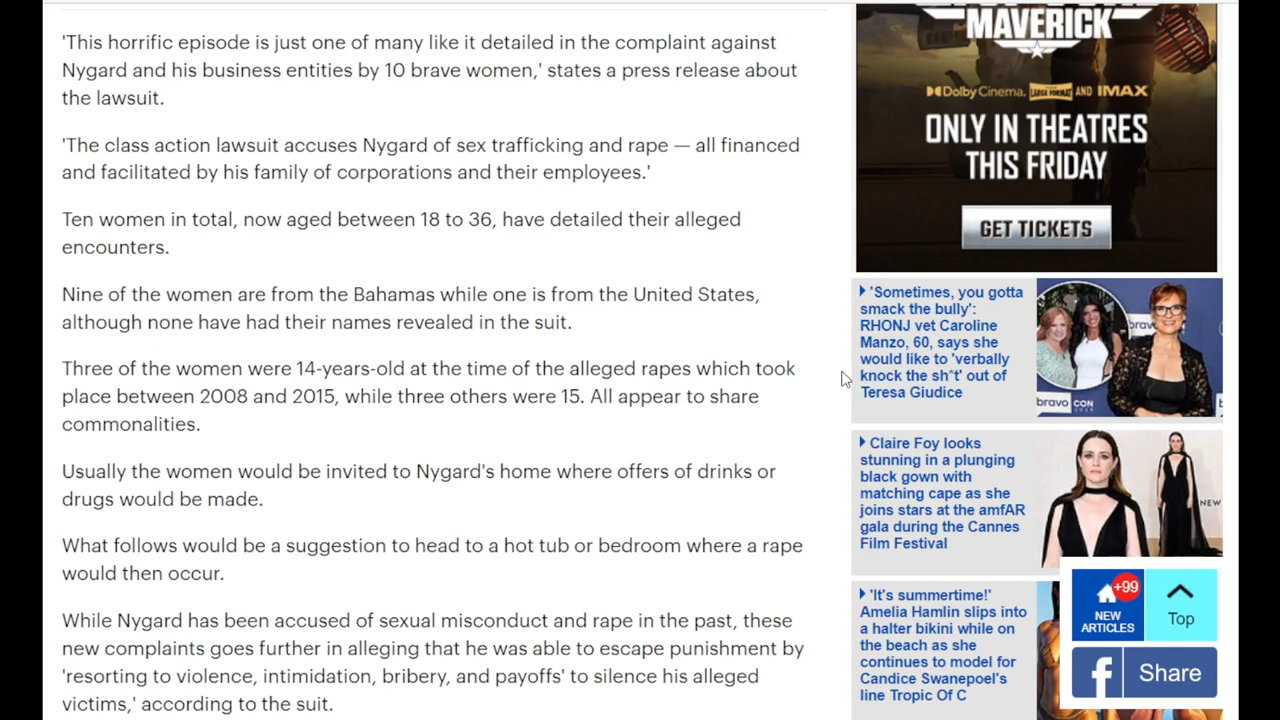 'This horrific episode is just one of many like it detailed in the complaint against
Nygard and his business entities by 10 brave women,' states a press release about
the lawsuit.
'The class action lawsuit accuses Nygard of sex trafficking and rape — all financed
and facilitated by his family of corporations and their employees.'
Ten women in total, now aged between 18 to 36, have detailed their alleged
encounters.
Nine of the women are from the Bahamas while one is from the United States,
although none have had their names revealed in the suit.
Three of the women were 14-years-old at the time of the alleged rapes which took
place between 2008 and 2015, while three others were 15. All appear to share
commonalities.
Usually the women would be invited to Nygard's home where offers of drinks or
drugs would be made.
What follows would be a suggestion to head to a hot tub or bedroom where a rape
would then occur.
While Nygard has been accused of sexual misconduct and rape in the past, these
new complaints goes further in alleging that he was able to escape punishment by
'resorting to violence, intimidation, bribery, and payoffs' to silence his alleged
victims,' according to the suit.
MAVERICK
Dolby Cinema, LARGE FORMAT AND IMAX
ONLY IN THEATRES
THIS FRIDAY
GET TICKETS
'Sometimes, you gotta
smack the bully':
RHONJ vet Caroline
Manzo, 60, says she
would like to 'verbally
knock the sh*t' out of
Teresa Giudice
bravo
bravo CON
Claire Foy looks
stunning in a plunging
black gown with
matching cape as she
joins stars at the amfAR
gala during the Cannes
Film Festival
NEW
'It's summertime!'
Amelia Hamlin slips into
a halter bikini while on
the beach as she
continues to model for
Candice Swanepoel's
line Tropic Of C
+99
NEW
ARTICLES
Top
f Share